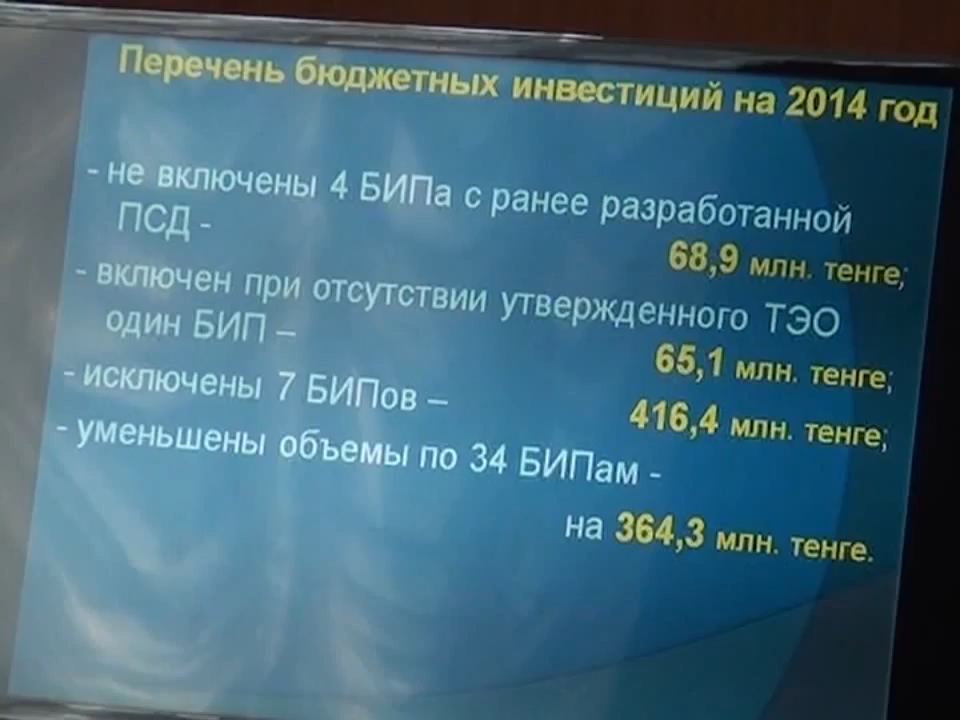 Перечень бюджетных инвестиций на 2014 год
- не включены 4 БИПа с ранее разработанной
ПСД - 68,9 млн. тенге;
- включен при отсутствии утвержденного ТЭО
один БИП – 65,1 млн. тенге;
- исключены 7 БИПов – 416,4 млн. тенге;
- уменьшены объемы по 34 БИПам -
на 364,3 млн. тенге.